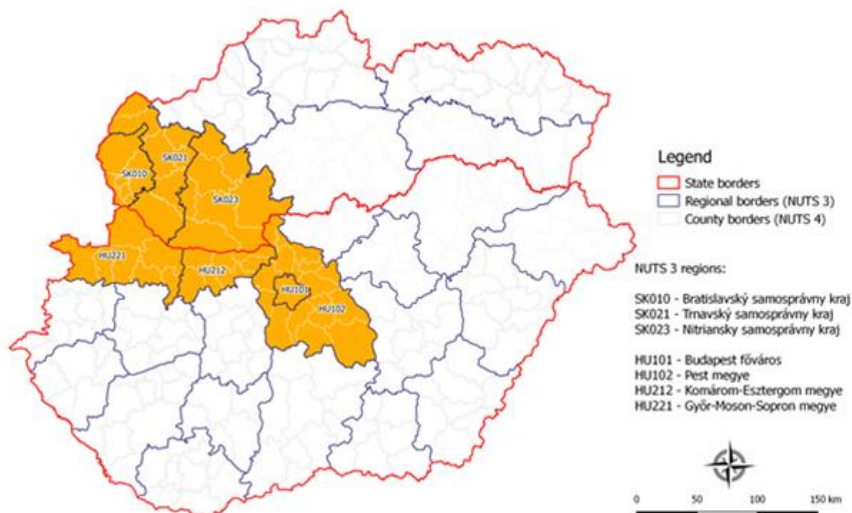 SK021
SK010
SK023
HU221
HU212
HU101
HU102
Legend
State borders
Regional borders (NUTS 3)
County borders (NUTS 4)
NUTS 3 regions:
SK010 - Bratislavský samosprávny kraj
SK021 - Trnavský samosprávny kraj
SK023 - Nitriansky samosprávny kraj
HU101 - Budapest főváros
HU102 - Pest megye
HU212 - Komárom-Esztergom megye
HU221 - Győr-Moson-Sopron megye
0 50 100 150 km